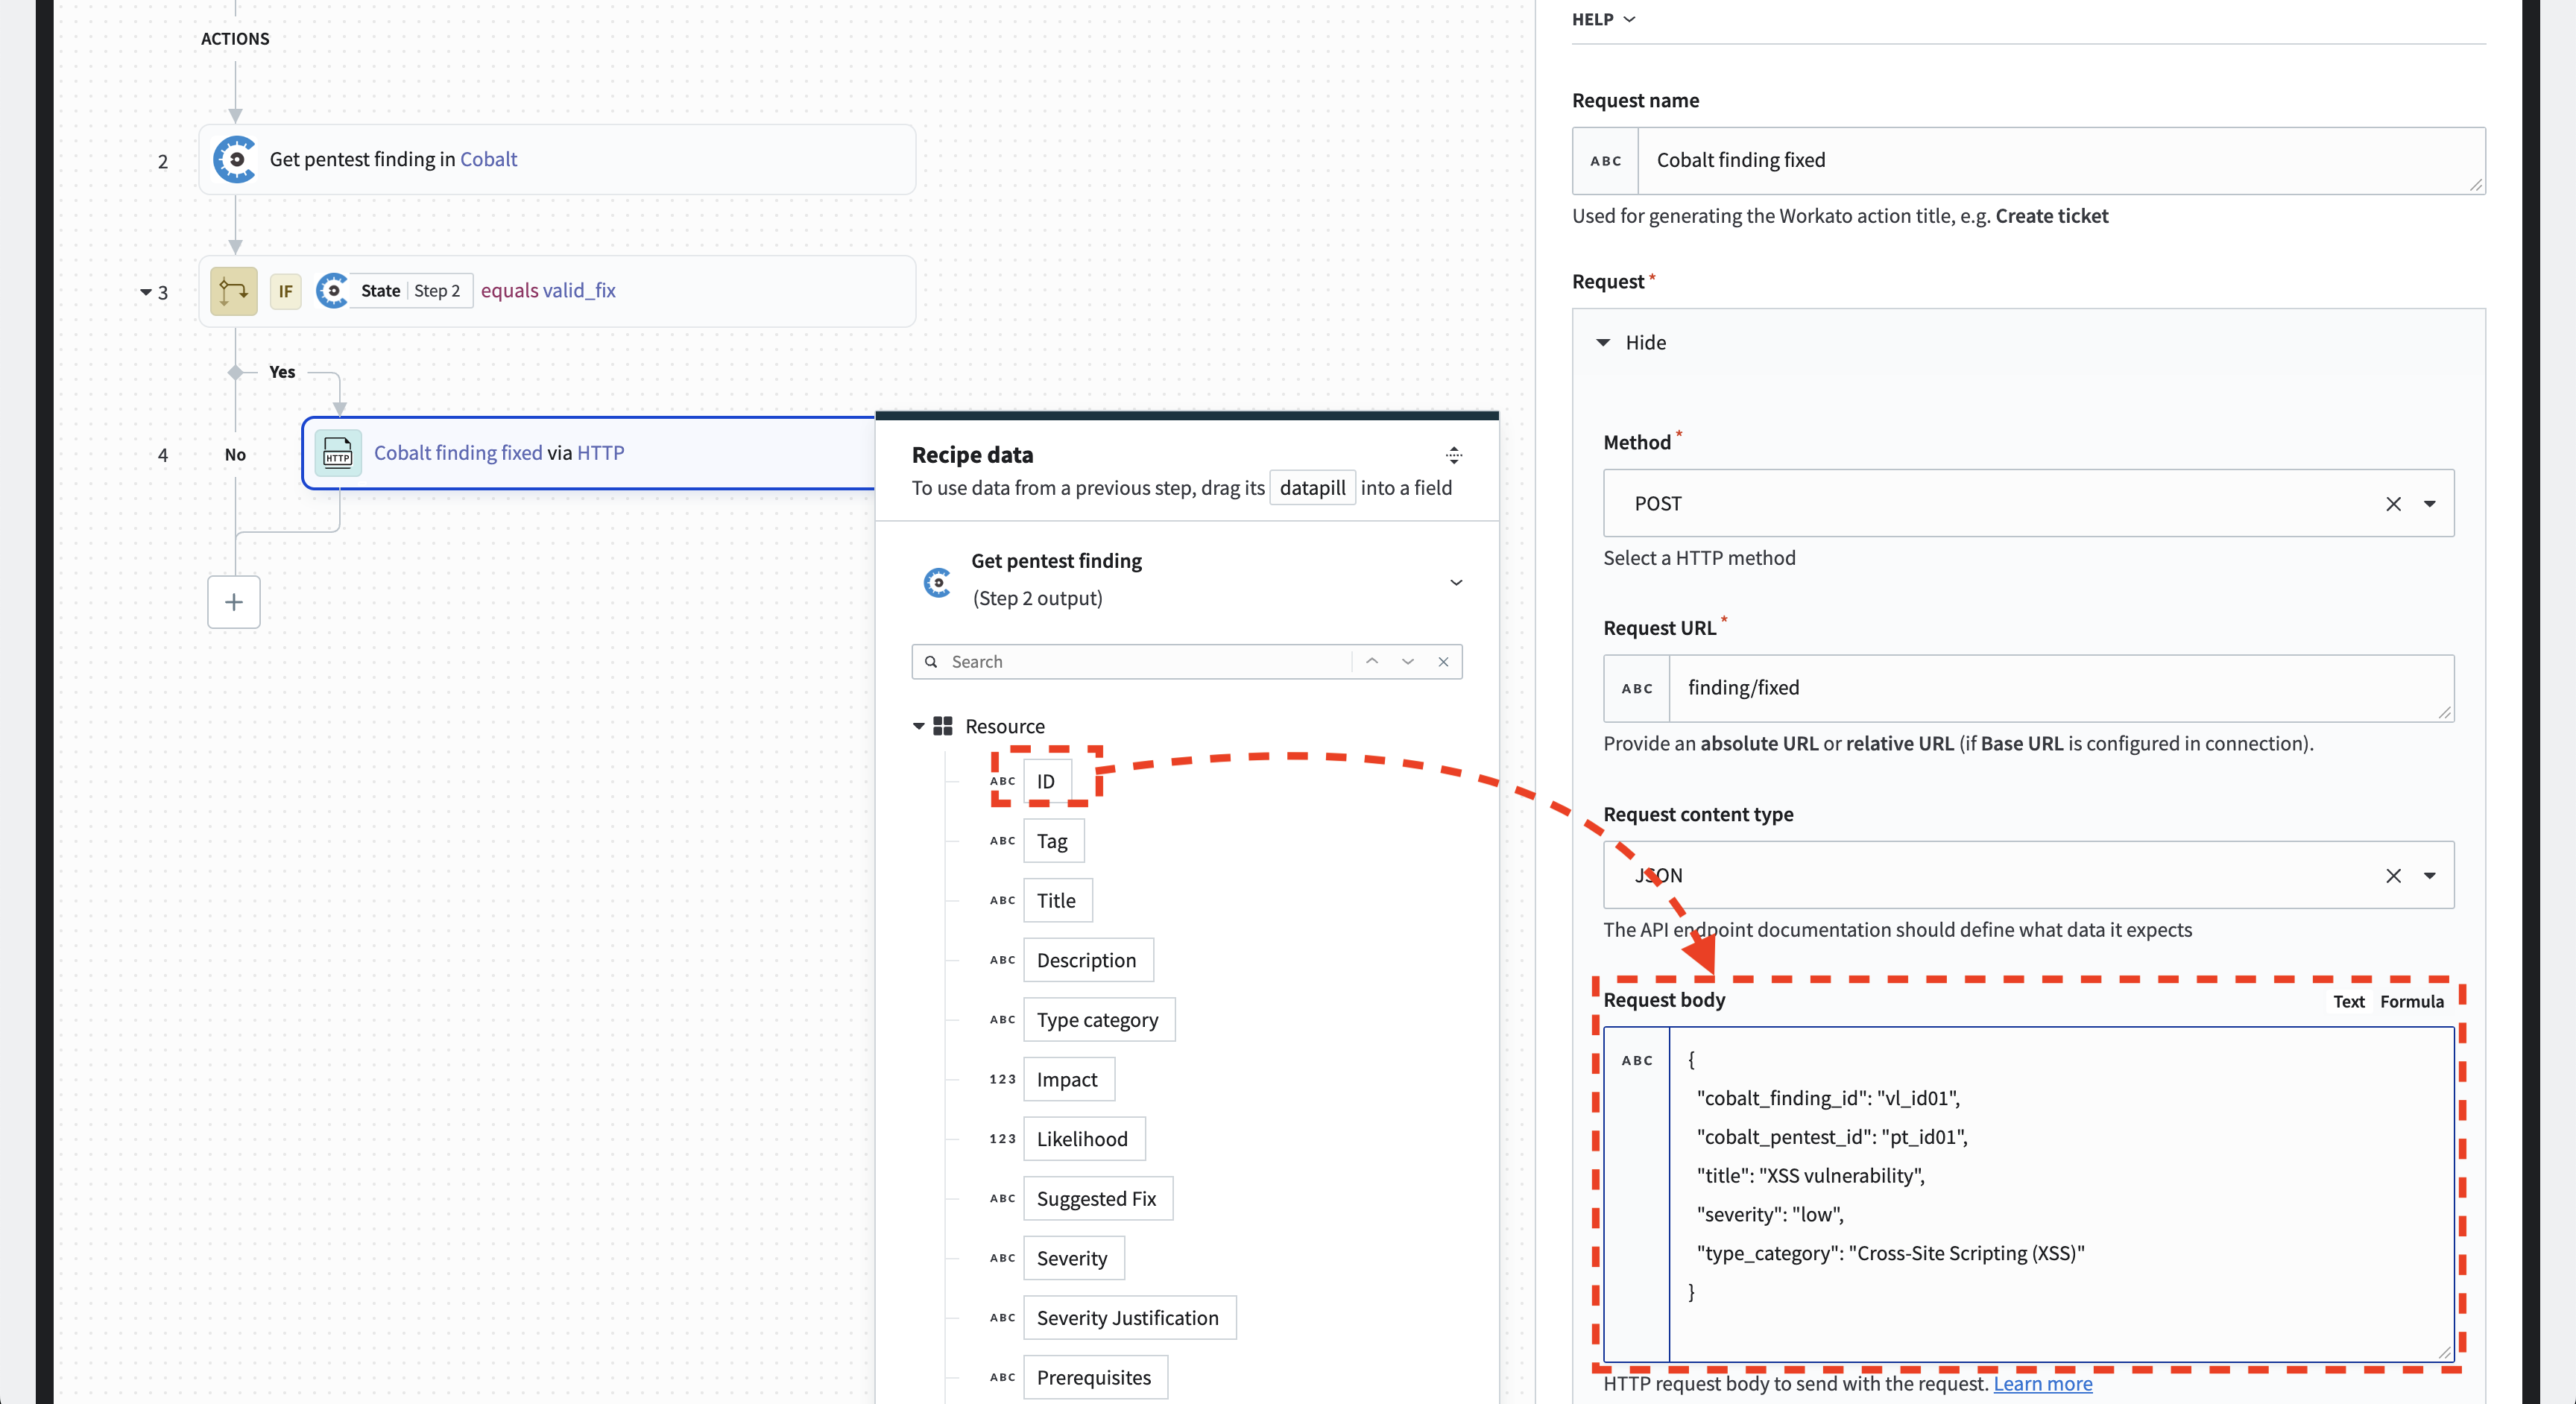 ACTIONS
2
Get pentest finding in Cobalt
3
IF
State
Step 2
equals valid_fix
Yes
4
No
HTTP
Cobalt finding fixed via HTTP
Recipe data
To use data from a previous step, drag its datapill into a field
Get pentest finding
(Step 2 output)
Search
Resource
ABC ID
ABC Tag
ABC Title
ABC Description
ABC Type category
123 Impact
123 Likelihood
ABC Suggested Fix
ABC Severity
ABC Severity Justification
ABC Prerequisites
HELP
Request name
ABC Cobalt finding fixed
Used for generating the Workato action title, e.g. Create ticket
Request *
Hide
Method *
POST
Select a HTTP method
Request URL *
ABC finding/fixed
Provide an absolute URL or relative URL (if Base URL is configured in connection).
Request content type
JSON
The API endpoint documentation should define what data it expects
Request body
Text Formula
ABC {
"cobalt_finding_id": "vl_id01",
"cobalt_pentest_id": "pt_id01",
"title": "XSS vulnerability",
"severity": "low",
"type_category": "Cross-Site Scripting (XSS)"
}
HTTP request body to send with the request. Learn more